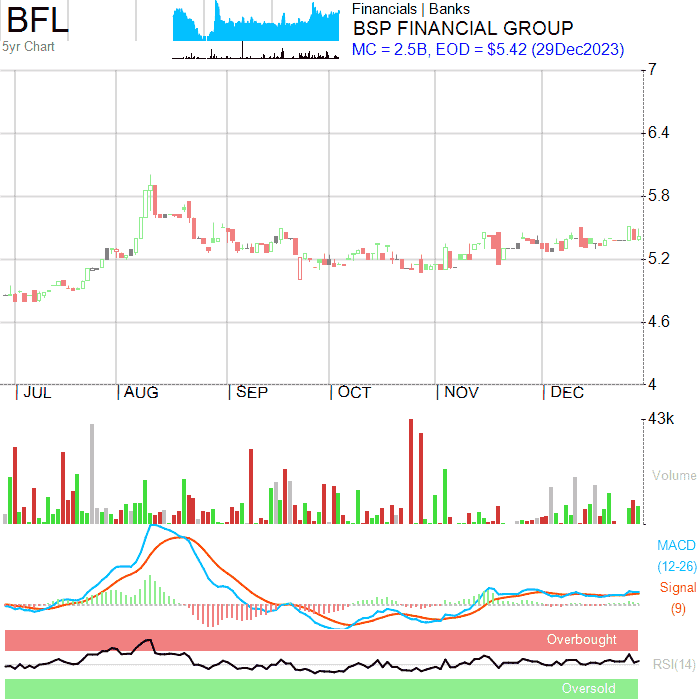 BFL
5yr Chart
Financials | Banks
BSP FINANCIAL GROUP
MC = 2.5B, EOD = $5.42 (29Dec2023)
7
6.4
5.8
5.2
4.6
4
| JUL | AUG | SEP | OCT | NOV | DEC
43k
Volume
MACD
(12-26)
Signal
(9)
Overbought
RSI(14)
Oversold